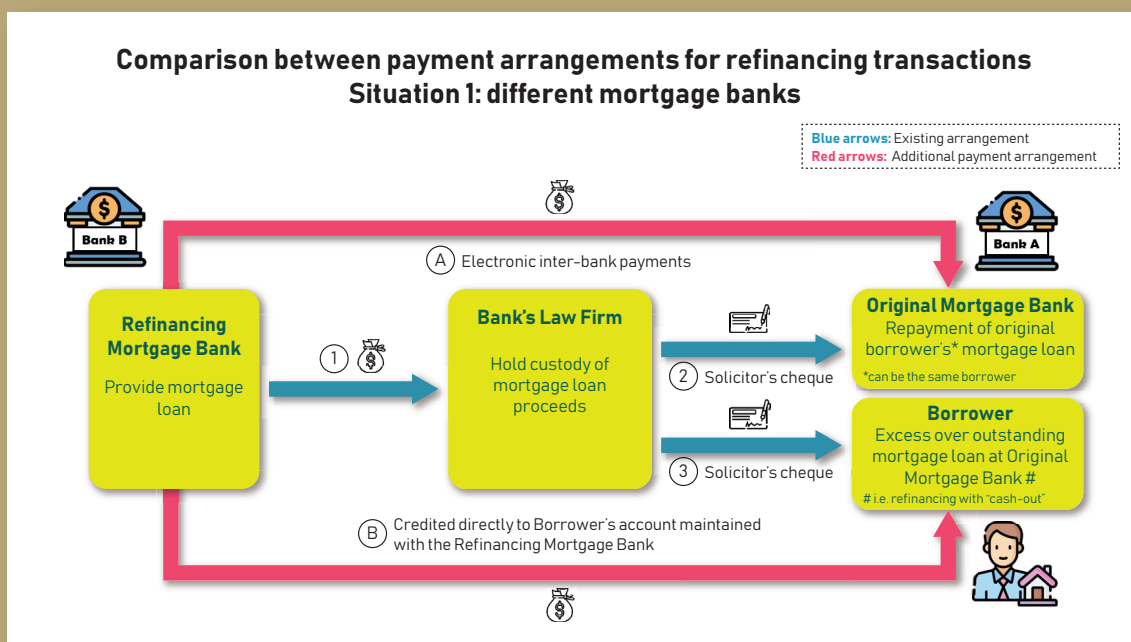 Comparison between payment arrangements for refinancing transactions
Situation 1: different mortgage banks
Blue arrows: Existing arrangement
Red arrows: Additional payment arrangement
$
$
$
Bank B
Bank A
A Electronic inter-bank payments
Refinancing
Mortgage Bank
Provide mortgage
loan
1
$
Bank's Law Firm
Hold custody of
mortgage loan
proceeds
2 Solicitor's cheque
3 Solicitor's cheque
Original Mortgage Bank
Repayment of original
borrower's* mortgage loan
*can be the same borrower
Borrower
Excess over outstanding
mortgage loan at Original
Mortgage Bank #
# i.e. refinancing with "cash-out"
B Credited directly to Borrower's account maintained
with the Refinancing Mortgage Bank
$